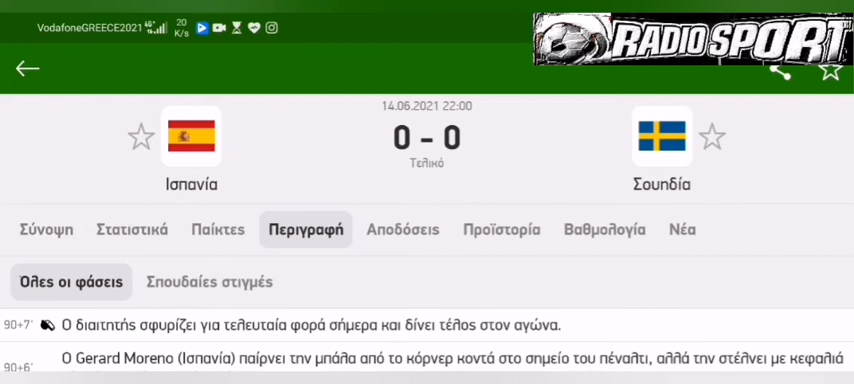 VodafoneGREECE2021 4G+ 20 K/s
RADIO SPORT
14.06.2021 22:00
0 - 0
Τελικό
Ισπανία
Σουηδία
Σύνοψη Στατιστικά Παίκτες Περιγραφή Αποδόσεις Προϊστορία Βαθμολογία Νέα
Όλες οι φάσεις Σπουδαίες στιγμές
90+7' Ο διαιτητής σφυρίζει για τελευταία φορά σήμερα και δίνει τέλος στον αγώνα.
90+6' Ο Gerard Moreno (Ισπανία) παίρνει την μπάλα από το κόρνερ κοντά στο σημείο του πέναλτι, αλλά την στέλνει με κεφαλιά